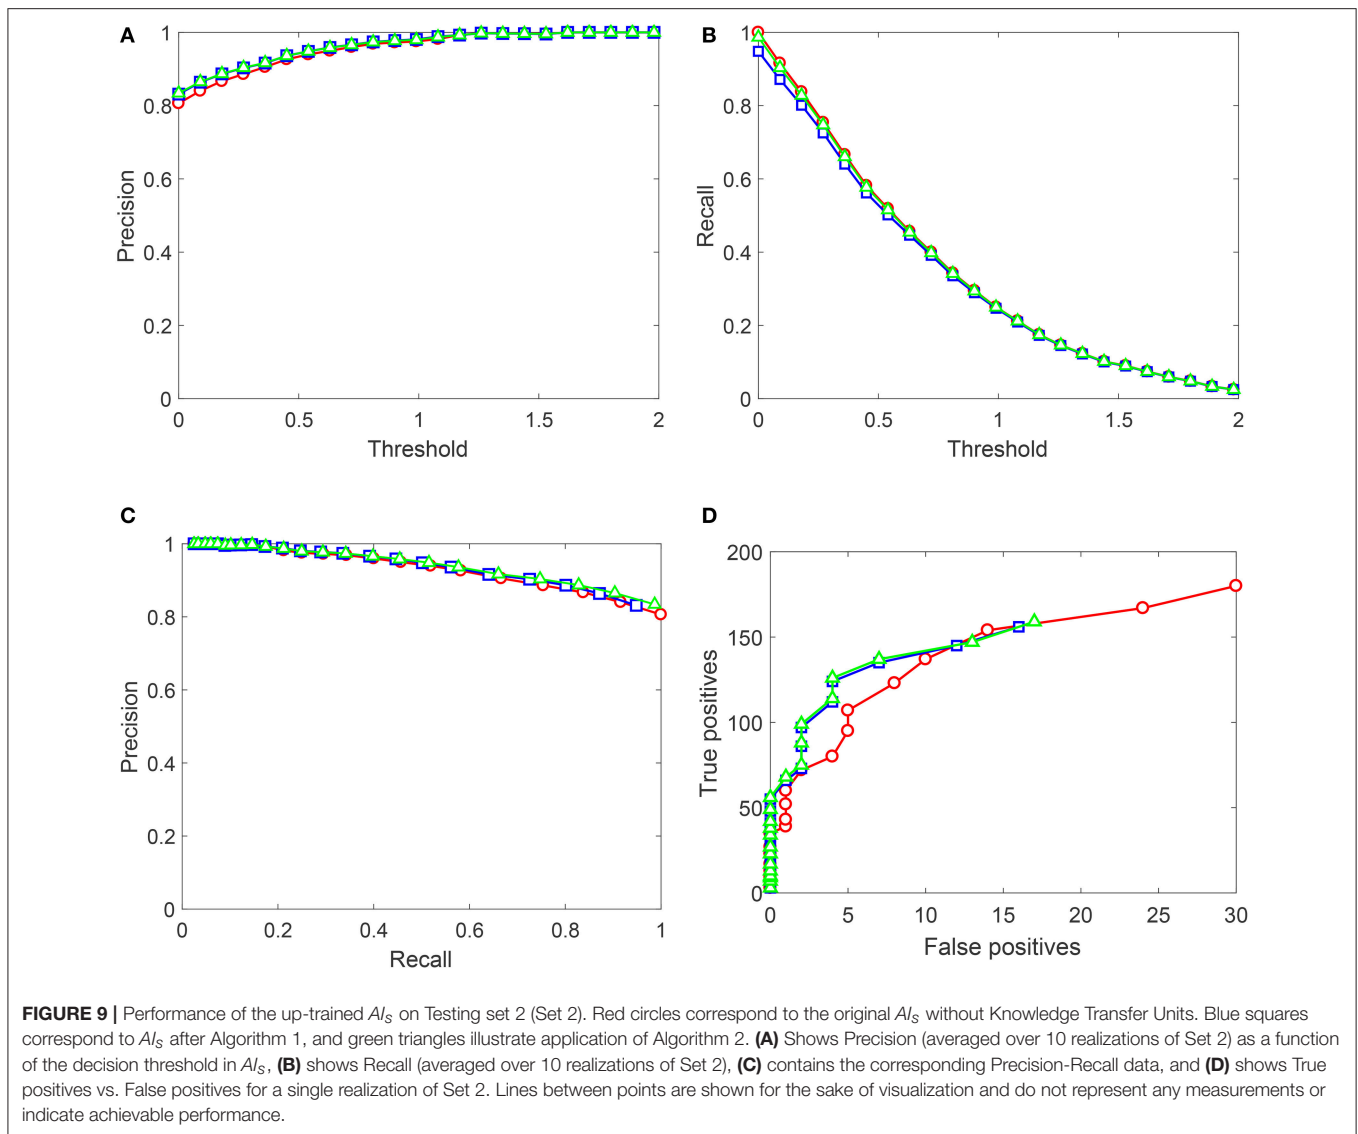 A
1
0.8
0.6
0.4
0.2
0
Precision
0
0.5
1
1.5
2
Threshold
B
1
0.8
0.6
0.4
0.2
0
Recall
0
0.5
1
1.5
2
Threshold
C
1
0.8
0.6
0.4
0.2
0
Precision
0
0.2
0.4
0.6
0.8
1
Recall
D
200
150
100
50
0
True positives
0
5
10
15
20
25
30
False positives
FIGURE 9 | Performance of the up-trained AIS on Testing set 2 (Set 2). Red circles correspond to the original AIS without Knowledge Transfer Units. Blue squares
correspond to AIS after Algorithm 1, and green triangles illustrate application of Algorithm 2. (A) Shows Precision (averaged over 10 realizations of Set 2) as a function
of the decision threshold in AIS, (B) shows Recall (averaged over 10 realizations of Set 2), (C) contains the corresponding Precision-Recall data, and (D) shows True
positives vs. False positives for a single realization of Set 2. Lines between points are shown for the sake of visualization and do not represent any measurements or
indicate achievable performance.